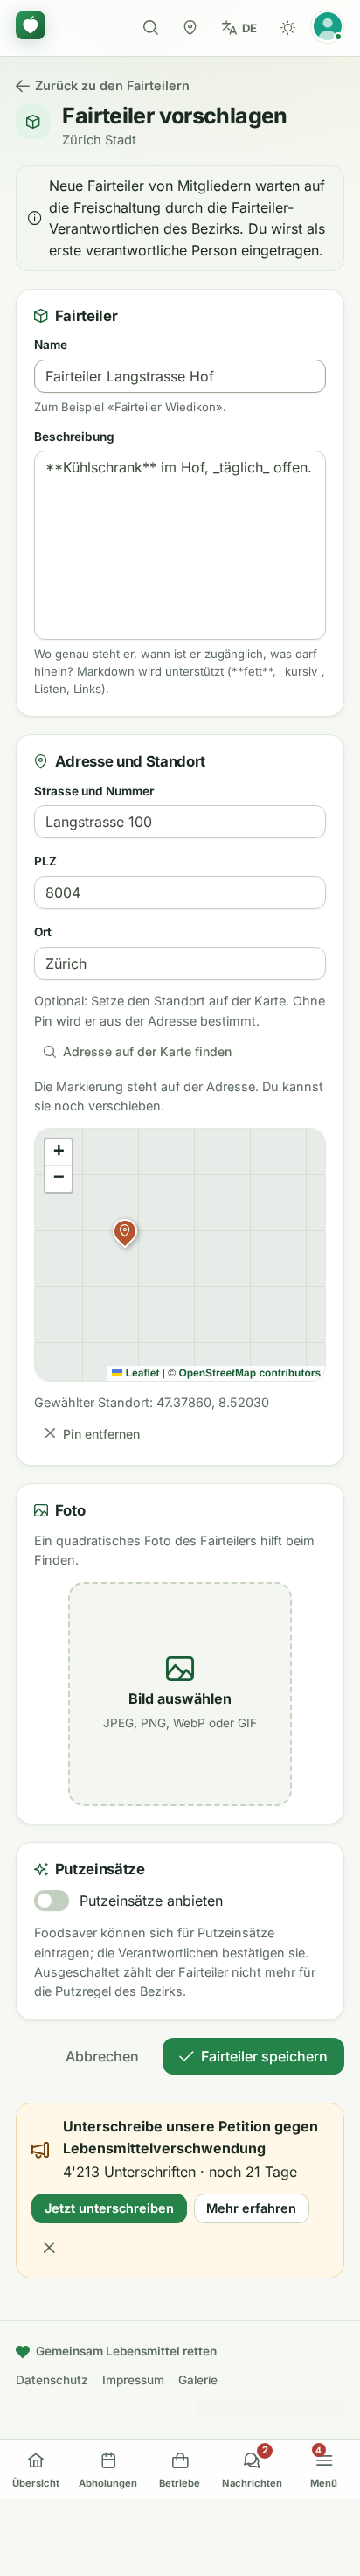 DE
Zurück zu den Fairteilern
Fairteiler vorschlagen
Zürich Stadt
Neue Fairteiler von Mitgliedern warten auf
die Freischaltung durch die Fairteiler-
Verantwortlichen des Bezirks. Du wirst als
erste verantwortliche Person eingetragen.
Fairteiler
Name
Fairteiler Langstrasse Hof
Zum Beispiel «Fairteiler Wiedikon».
Beschreibung
**Kühlschrank** im Hof, _täglich_ offen.
Wo genau steht er, wann ist er zugänglich, was darf
hinein? Markdown wird unterstützt (**fett**, _kursiv_,
Listen, Links).
Adresse und Standort
Strasse und Nummer
Langstrasse 100
PLZ
8004
Ort
Zürich
Optional: Setze den Standort auf der Karte. Ohne
Pin wird er aus der Adresse bestimmt.
Adresse auf der Karte finden
Die Markierung steht auf der Adresse. Du kannst
sie noch verschieben.
+
−
Leaflet | © OpenStreetMap contributors
Gewählter Standort: 47.37860, 8.52030
Pin entfernen
Foto
Ein quadratisches Foto des Fairteilers hilft beim
Finden.
Bild auswählen
JPEG, PNG, WebP oder GIF
Putzeinsätze
Putzeinsätze anbieten
Foodsaver können sich für Putzeinsätze
eintragen; die Verantwortlichen bestätigen sie.
Ausgeschaltet zählt der Fairteiler nicht mehr für
die Putzregel des Bezirks.
Abbrechen
Fairteiler speichern
Unterschreibe unsere Petition gegen
Lebensmittelverschwendung
4'213 Unterschriften · noch 21 Tage
Jetzt unterschreiben
Mehr erfahren
Gemeinsam Lebensmittel retten
Datenschutz Impressum Galerie
2
4
Übersicht Abholungen Betriebe Nachrichten Menü